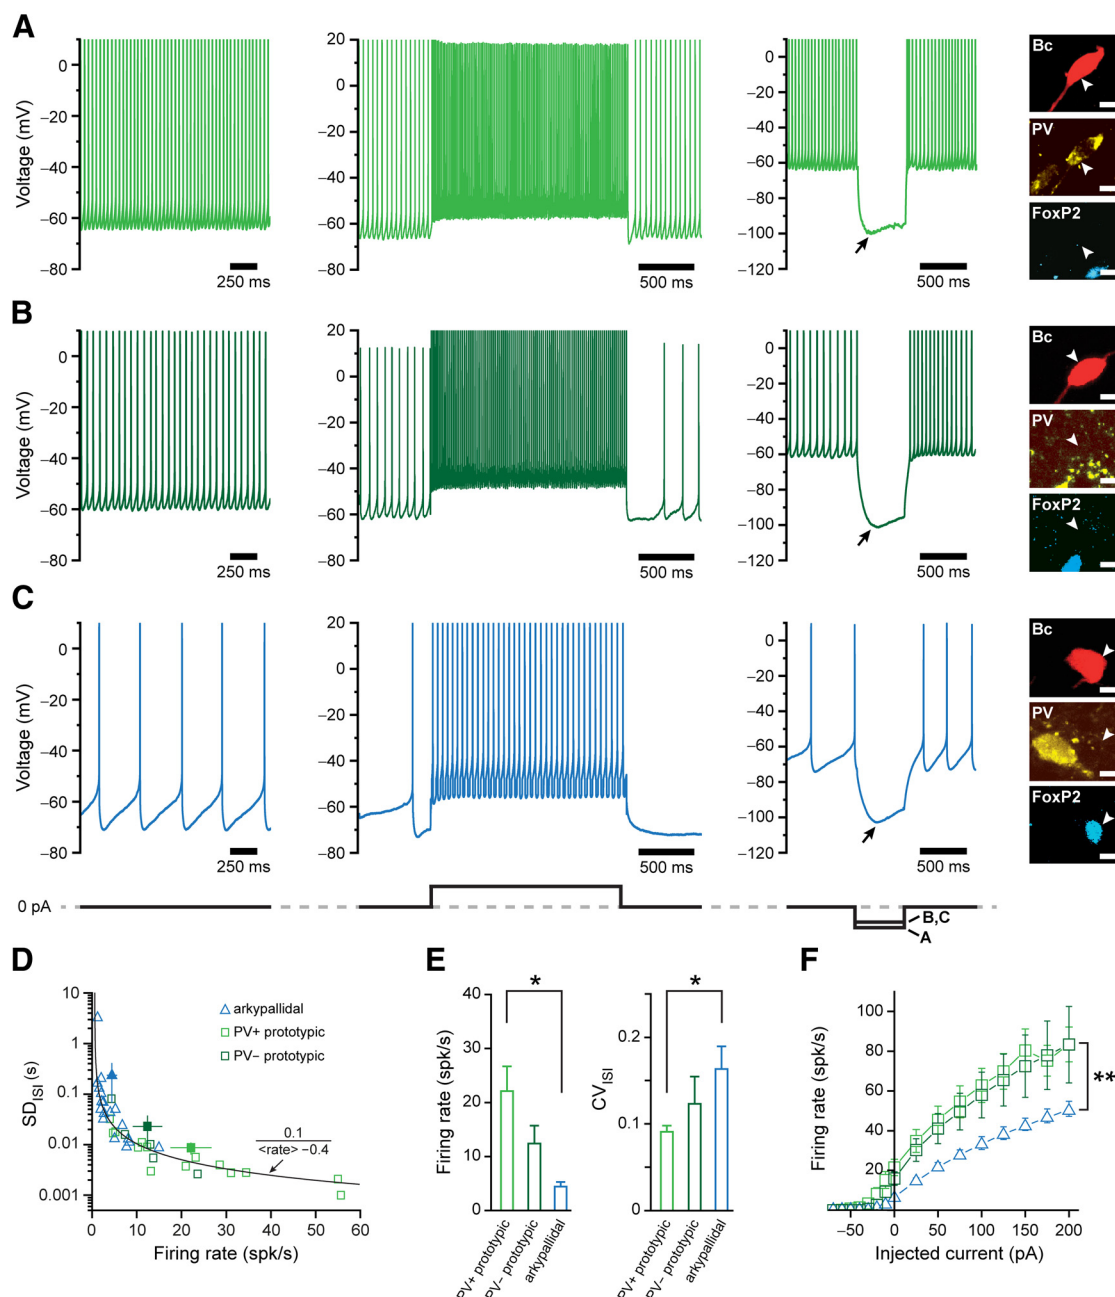 A
0
−20
−40
−60
−80
Voltage (mV)
250 ms
20
0
−20
−40
−60
−80
500 ms
0
−20
−40
−60
−80
−100
−120
500 ms
Bc
PV
FoxP2
B
0
−20
−40
−60
−80
Voltage (mV)
250 ms
20
0
−20
−40
−60
−80
500 ms
0
−20
−40
−60
−80
−100
−120
500 ms
Bc
PV
FoxP2
C
0
−20
−40
−60
−80
Voltage (mV)
250 ms
20
0
−20
−40
−60
−80
500 ms
0
−20
−40
−60
−80
−100
−120
500 ms
Bc
PV
FoxP2
0 pA
B,C
A
D
SDISI (s)
10
1
0.1
0.01
0.001
arkypallidal
PV+ prototypic
PV− prototypic
0.1
<rate> −0.4
0 10 20 30 40 50 60
Firing rate (spk/s)
E
Firing rate (spk/s)
40
30
20
10
0
*
PV+ prototypic
PV− prototypic
arkypallidal
CVISI
0.2
0.1
0.0
*
PV+ prototypic
PV− prototypic
arkypallidal
F
Firing rate (spk/s)
100
80
60
40
20
0
**
−50 0 50 100 150 200
Injected current (pA)